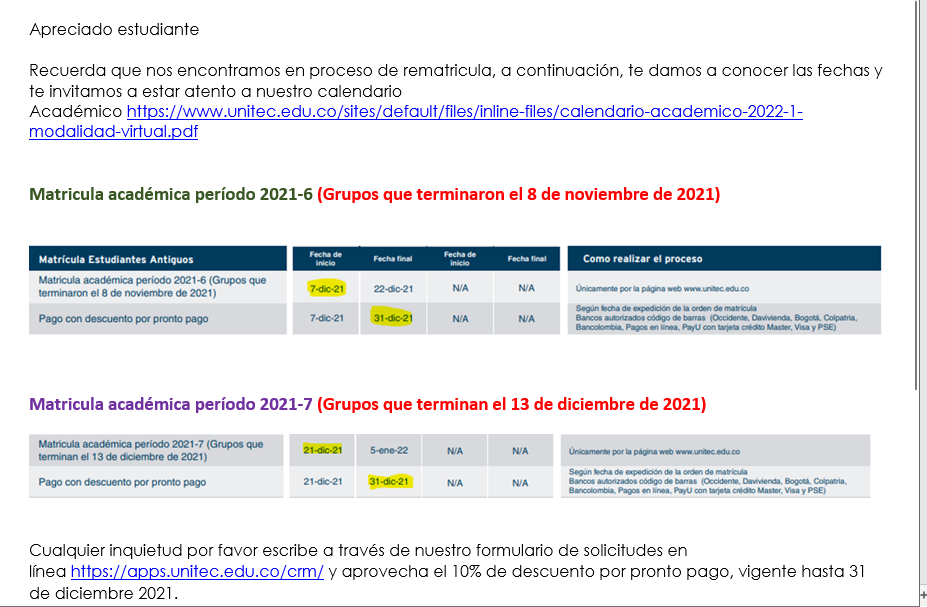 Apreciado estudiante
Recuerda que nos encontramos en proceso de rematricula, a continuación, te damos a conocer las fechas y
te invitamos a estar atento a nuestro calendario
Académico https://www.unitec.edu.co/sites/default/files/inline-files/calendario-academico-2022-1-
modalidad-virtual.pdf
Matricula académica período 2021-6 (Grupos que terminaron el 8 de noviembre de 2021)
Matrícula Estudiantes Antiguos Fecha de inicio Fecha final Fecha de inicio Fecha final Como realizar el proceso
Matricula académica período 2021-6 (Grupos que
terminaron el 8 de noviembre de 2021) 7-dic-21 22-dic-21 N/A N/A Únicamente por la página web www.unitec.edu.co
Pago con descuento por pronto pago 7-dic-21 31-dic-21 N/A N/A Según fecha de expedición de la orden de matrícula
Bancos autorizados código de barras (Occidente, Davivienda, Bogotá, Colpatria,
Bancolombia, Pagos en línea, PayU con tarjeta crédito Master, Visa y PSE)
Matricula académica período 2021-7 (Grupos que terminan el 13 de diciembre de 2021)
Matricula académica período 2021-7 (Grupos que
terminan el 13 de diciembre de 2021) 21-dic-21 5-ene-22 N/A N/A Únicamente por la página web www.unitec.edu.co
Pago con descuento por pronto pago 21-dic-21 31-dic-21 N/A N/A Según fecha de expedición de la orden de matrícula
Bancos autorizados código de barras (Occidente, Davivienda, Bogotá, Colpatria,
Bancolombia, Pagos en línea, PayU con tarjeta crédito Master, Visa y PSE)
Cualquier inquietud por favor escribe a través de nuestro formulario de solicitudes en
línea https://apps.unitec.edu.co/crm/ y aprovecha el 10% de descuento por pronto pago, vigente hasta 31
de diciembre 2021.